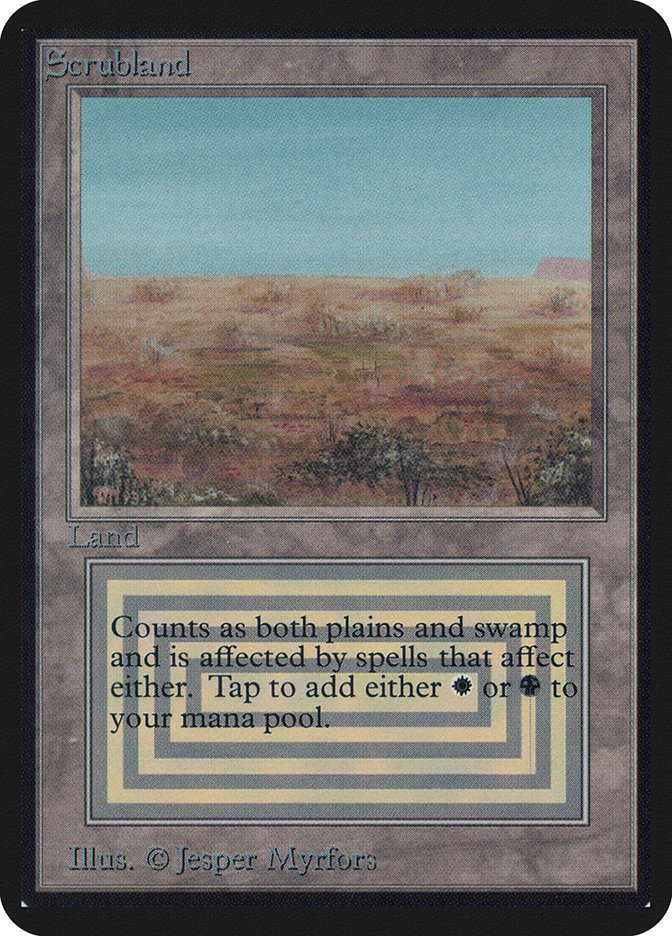 Scrubland
Land
Counts as both plains and swamp
and is affected by spells that affect
either. Tap to add either or to
your mana pool.
Illus. © Jesper Myrfors